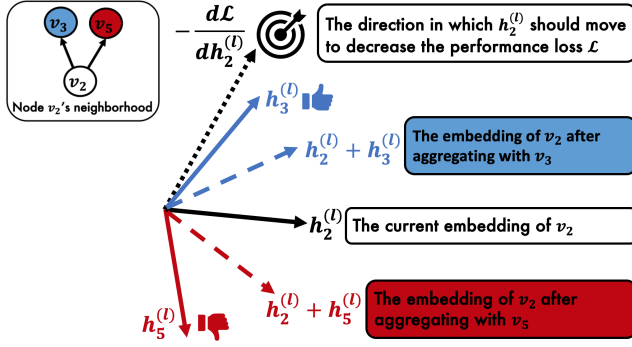 v₃ v₅
v₂
Node v₂'s neighborhood
− dℒ / dh₂⁽ˡ⁾
The direction in which h₂⁽ˡ⁾ should move
to decrease the performance loss ℒ
h₃⁽ˡ⁾
h₂⁽ˡ⁾ + h₃⁽ˡ⁾
The embedding of v₂ after
aggregating with v₃
h₂⁽ˡ⁾
The current embedding of v₂
h₅⁽ˡ⁾
h₂⁽ˡ⁾ + h₅⁽ˡ⁾
The embedding of v₂ after
aggregating with v₅